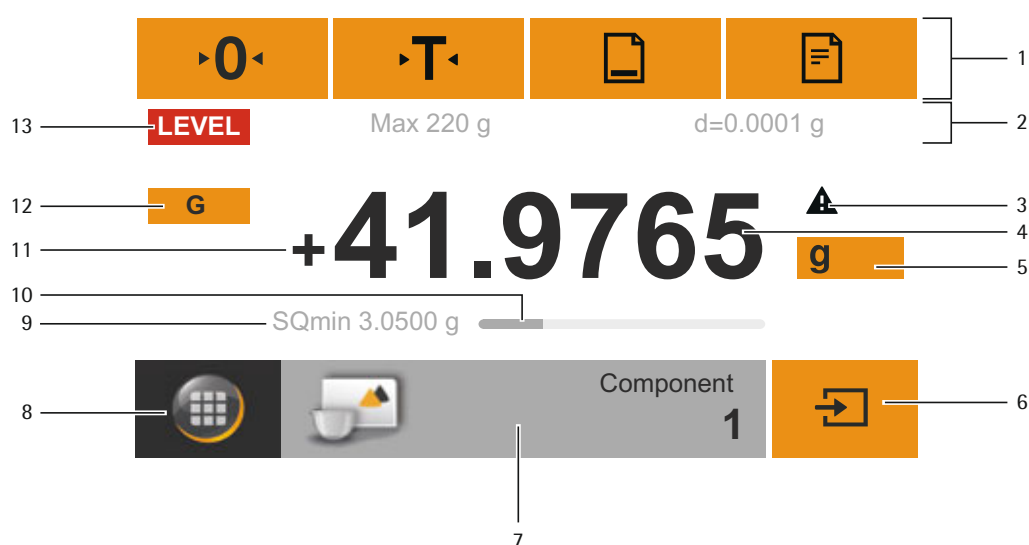 0 T 1
13 LEVEL Max 220 g d=0.0001 g 2
12 G 3
11 +41.9765 4
g 5
10
9 SQmin 3.0500 g
Component
8 1 6
7